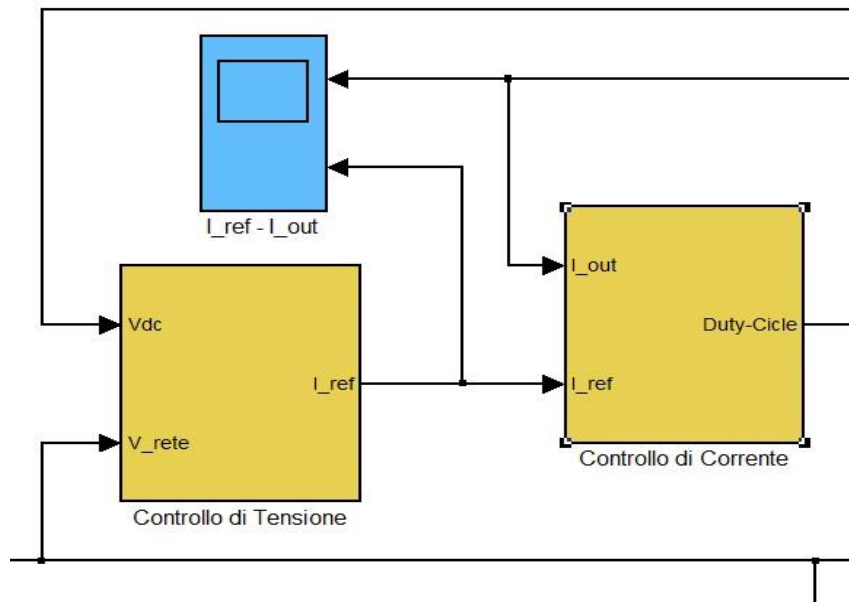 I_ref - I_out
I_out
Vdc
Duty-Cicle
I_ref
I_ref
V_rete
Controllo di Corrente
Controllo di Tensione